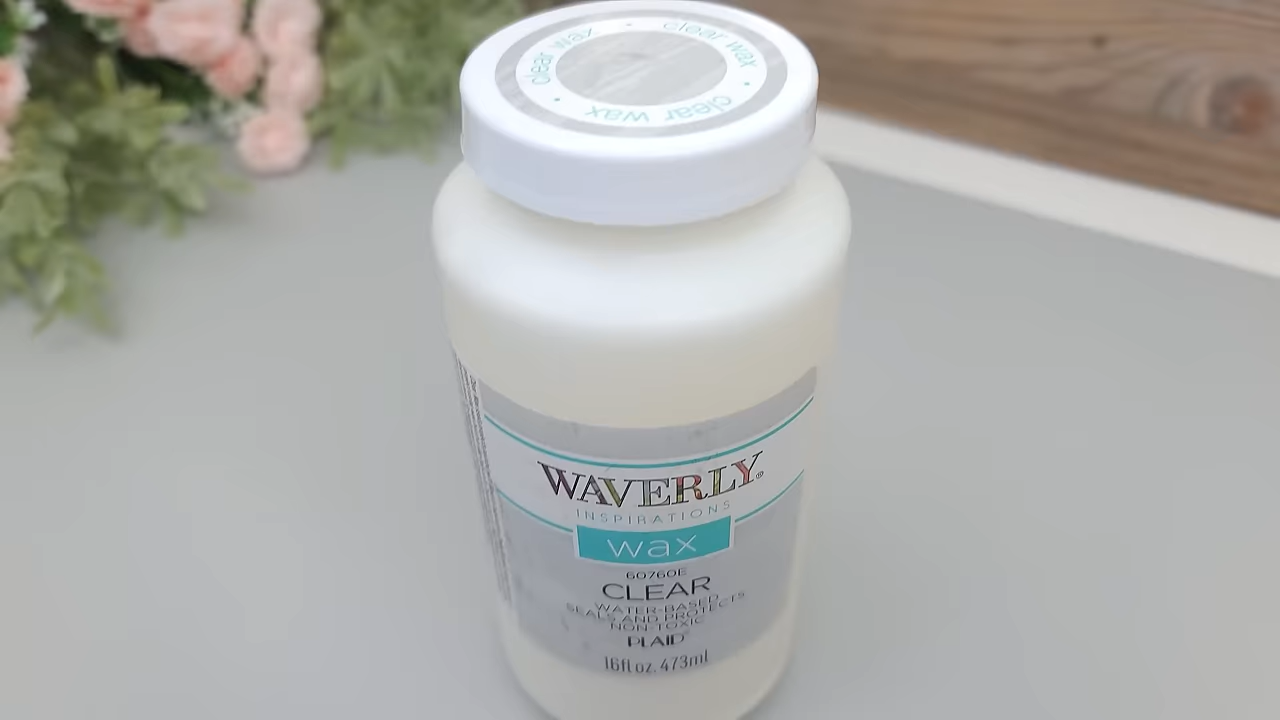 clear wax • clear wax • clear wax •
WAVERLY®
INSPIRATIONS
wax
60760E
CLEAR
WATER-BASED
SEALS AND PROTECTS
NON-TOXIC
PLAID®
16fl oz. 473ml